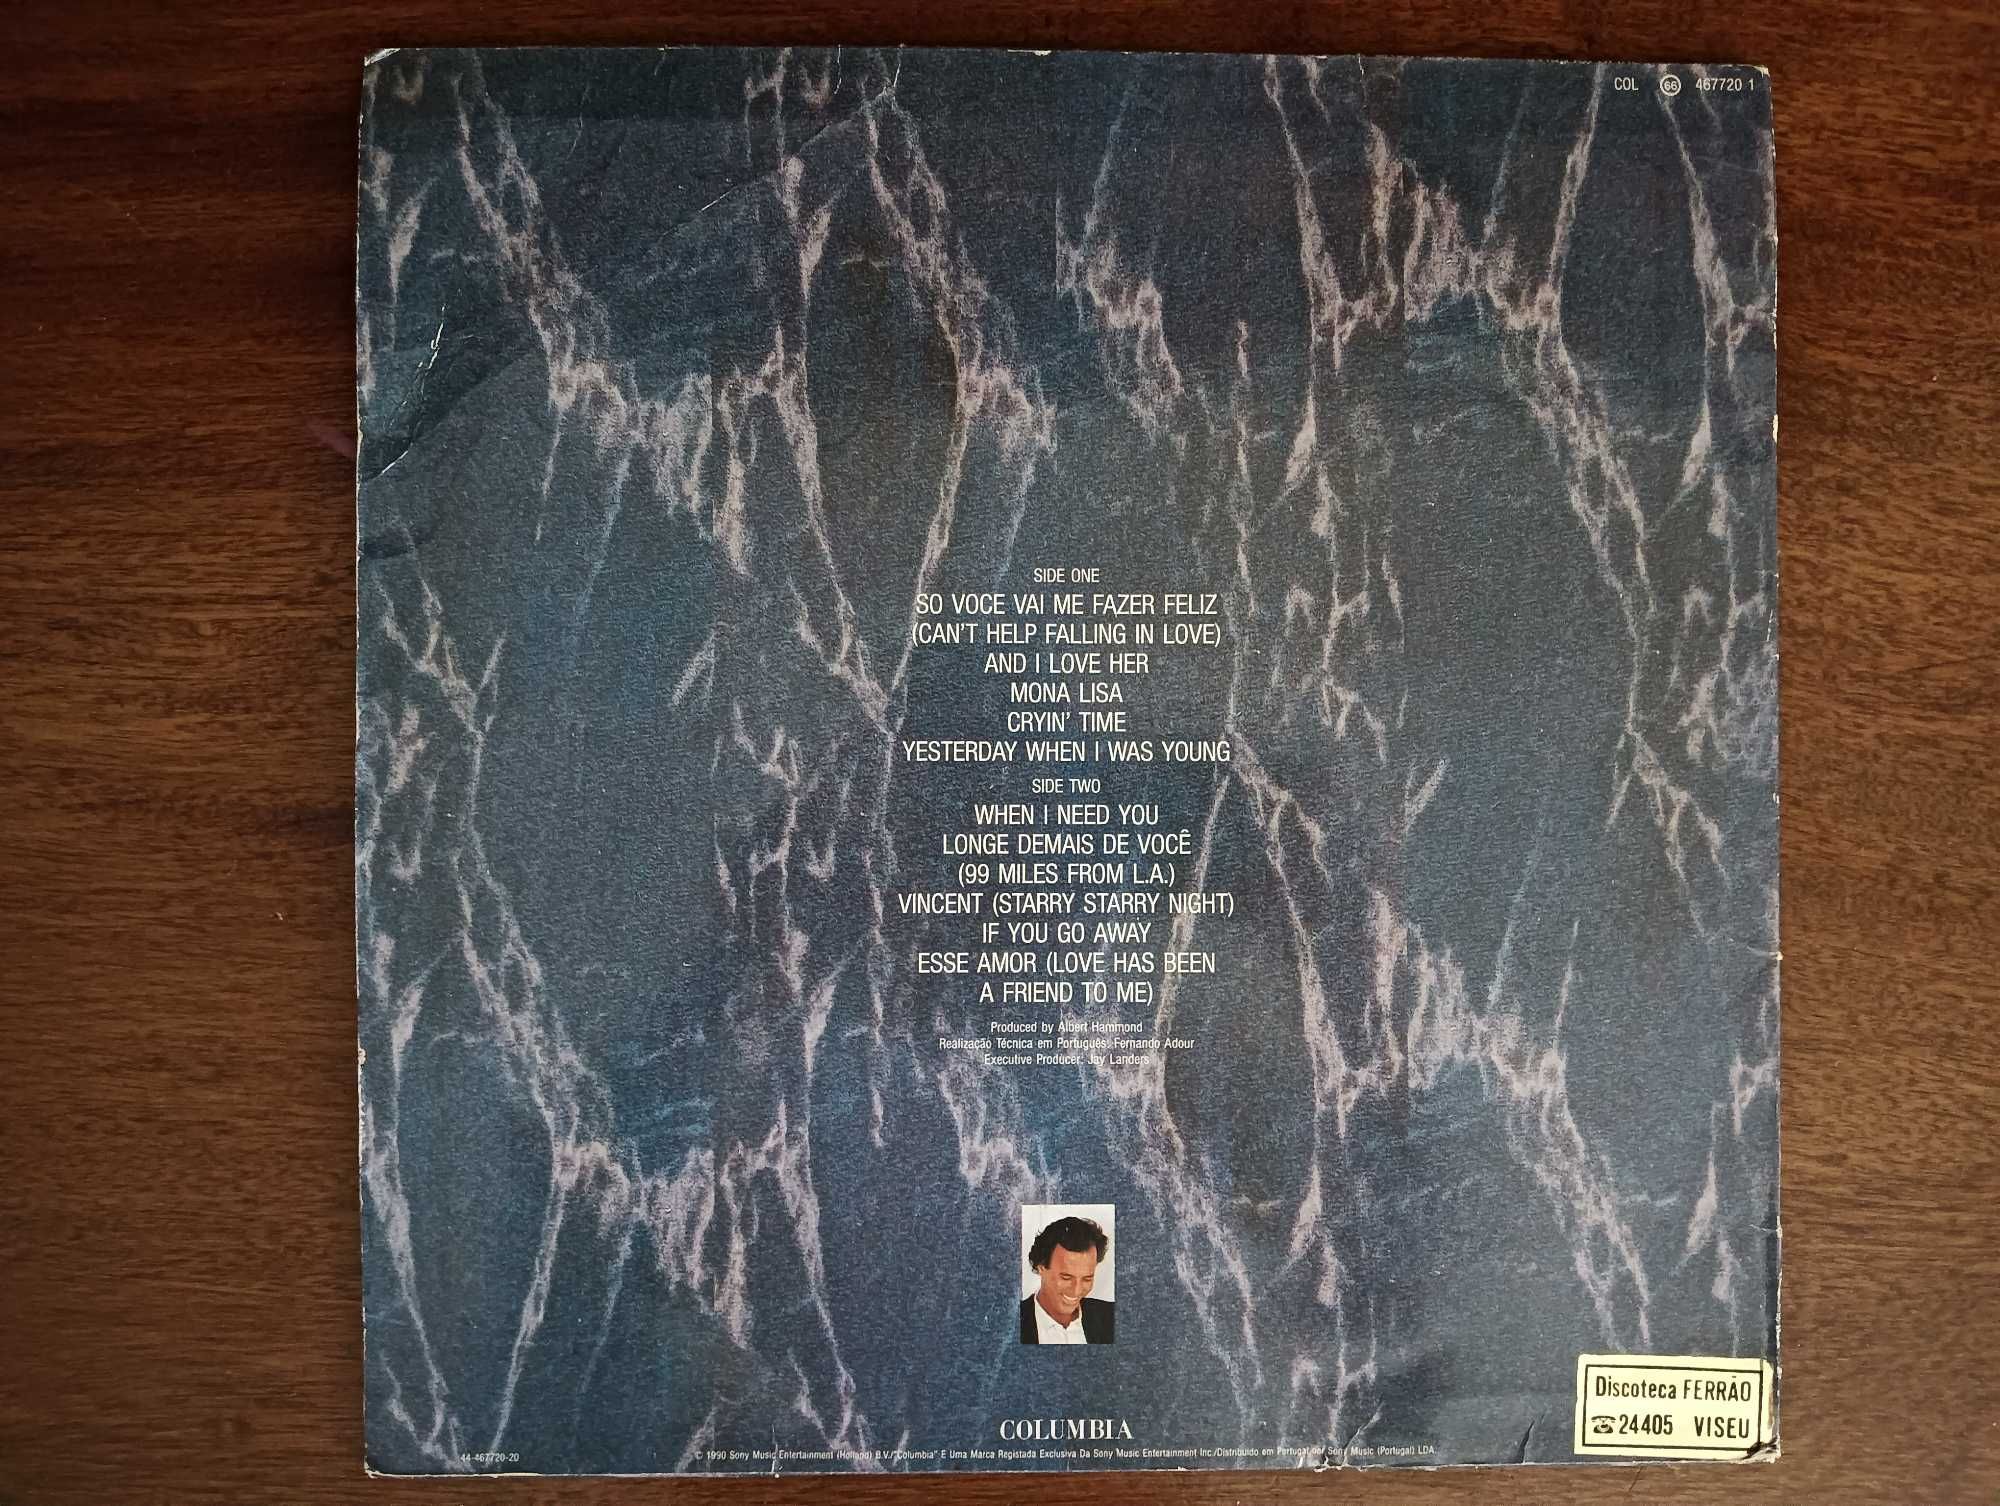 COL 66 467720 1
SIDE ONE
SO VOCE VAI ME FAZER FELIZ
(CAN'T HELP FALLING IN LOVE)
AND I LOVE HER
MONA LISA
CRYIN' TIME
YESTERDAY WHEN I WAS YOUNG
SIDE TWO
WHEN I NEED YOU
LONGE DEMAIS DE VOCÊ
(99 MILES FROM L.A.)
VINCENT (STARRY STARRY NIGHT)
IF YOU GO AWAY
ESSE AMOR (LOVE HAS BEEN
A FRIEND TO ME)
Produced by Albert Hammond
Realização Técnica em Português: Fernando Adour
Executive Producer: Jay Landers
COLUMBIA
44-467720-20
© 1990 Sony Music Entertainment (Holland) B.V./"Columbia" E Uma Marca Registada Exclusiva Da Sony Music Entertainment Inc./Distribuido em Portugal por Sony Music (Portugal) LDA.
Discoteca FERRÃO
☎24405 VISEU